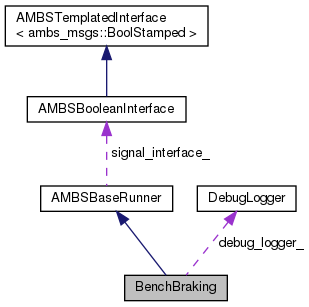 AMBSTemplatedInterface
< ambs_msgs::BoolStamped >
AMBSBooleanInterface
signal_interface_
AMBSBaseRunner
DebugLogger
debug_logger_
BenchBraking